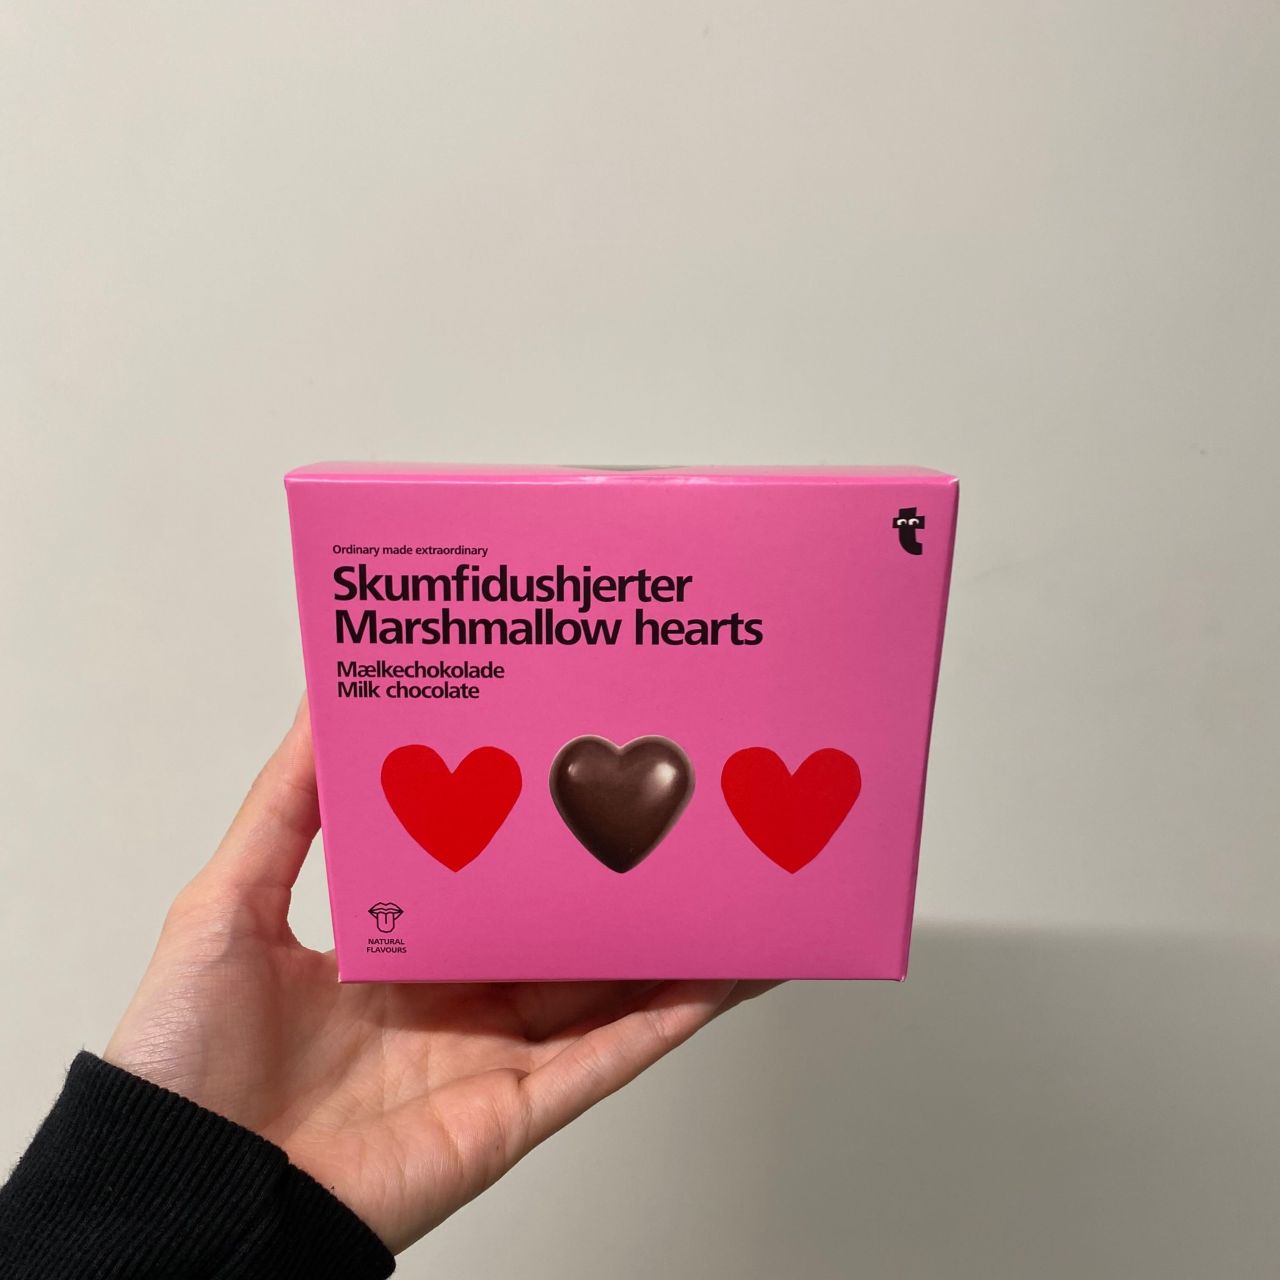 t
Ordinary made extraordinary
Skumfidushjerter
Marshmallow hearts
Mælkechokolade
Milk chocolate
NATURAL
FLAVOURS